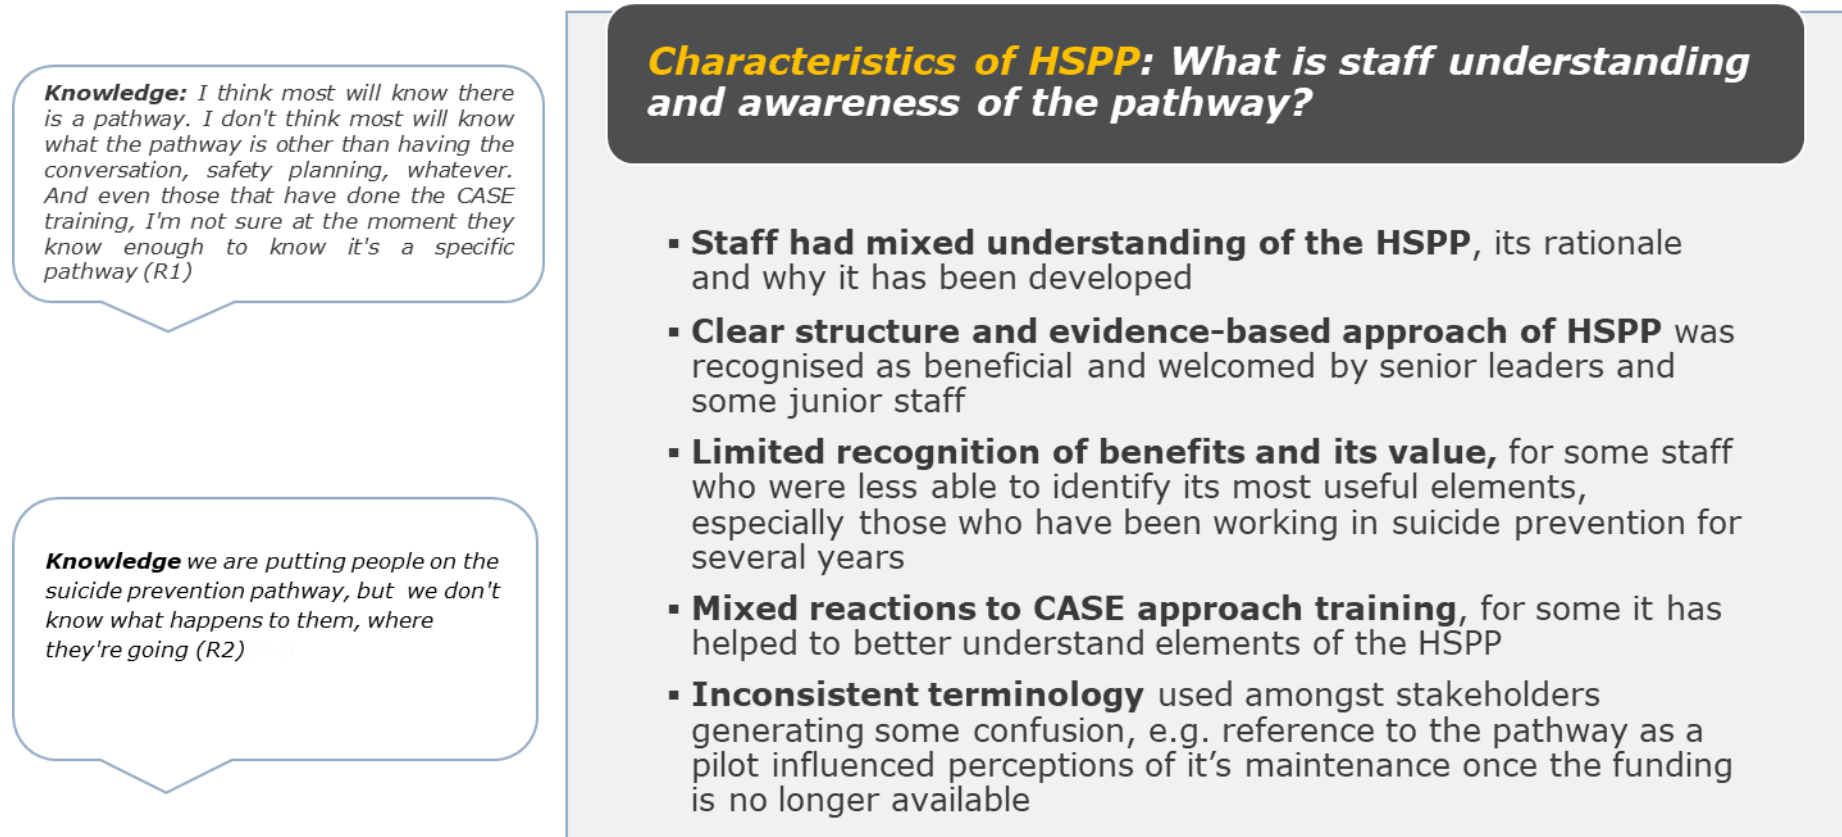 Knowledge: I think most will know there
is a pathway. I don't think most will know
what the pathway is other than having the
conversation, safety planning, whatever.
And even those that have done the CASE
training, I'm not sure at the moment they
know enough to know it's a specific
pathway (R1)
Knowledge we are putting people on the
suicide prevention pathway, but we don't
know what happens to them, where
they're going (R2)
Characteristics of HSPP: What is staff understanding
and awareness of the pathway?
▪ Staff had mixed understanding of the HSPP, its rationale
and why it has been developed
▪ Clear structure and evidence-based approach of HSPP was
recognised as beneficial and welcomed by senior leaders and
some junior staff
▪ Limited recognition of benefits and its value, for some staff
who were less able to identify its most useful elements,
especially those who have been working in suicide prevention for
several years
▪ Mixed reactions to CASE approach training, for some it has
helped to better understand elements of the HSPP
▪ Inconsistent terminology used amongst stakeholders
generating some confusion, e.g. reference to the pathway as a
pilot influenced perceptions of it’s maintenance once the funding
is no longer available